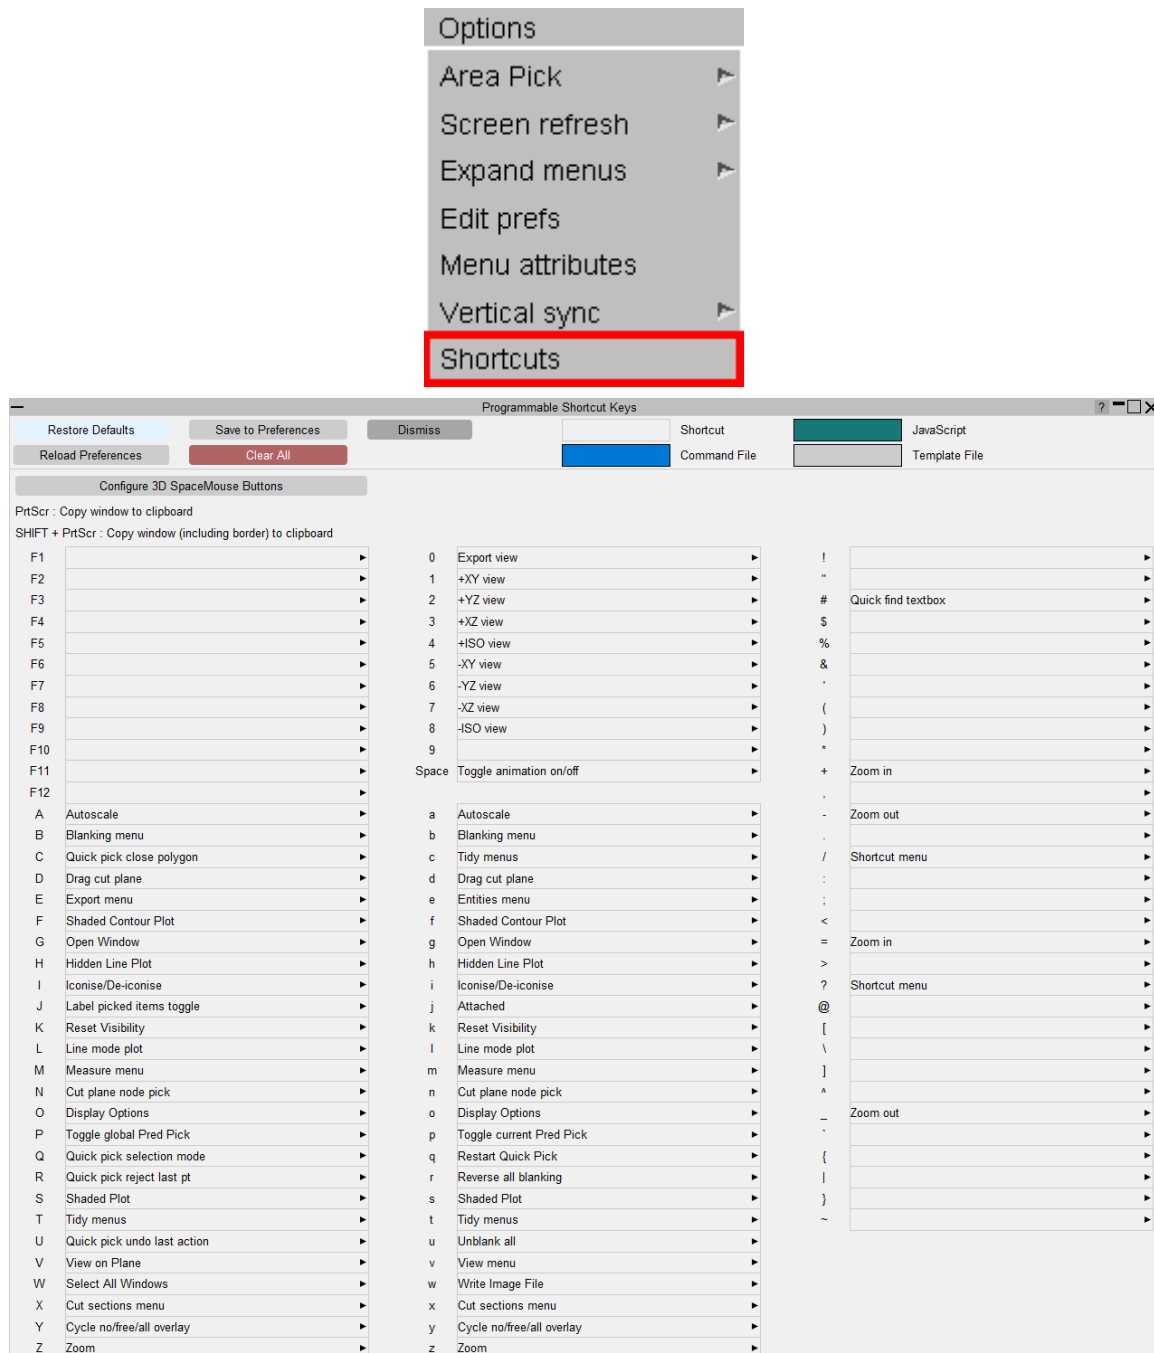 Options
Area Pick
Screen refresh
Expand menus
Edit prefs
Menu attributes
Vertical sync
Shortcuts
Programmable Shortcut Keys ?
Restore Defaults Save to Preferences Dismiss Shortcut JavaScript
Reload Preferences Clear All Command File Template File
Configure 3D SpaceMouse Buttons
PrtScr : Copy window to clipboard
SHIFT + PrtScr : Copy window (including border) to clipboard
F1 0 Export view !
F2 1 +XY view "
F3 2 +YZ view # Quick find textbox
F4 3 +XZ view $
F5 4 +ISO view %
F6 5 -XY view &
F7 6 -YZ view '
F8 7 -XZ view (
F9 8 -ISO view )
F10 9 *
F11 Space Toggle animation on/off + Zoom in
F12 ,
A Autoscale a Autoscale - Zoom out
B Blanking menu b Blanking menu .
C Quick pick close polygon c Tidy menus / Shortcut menu
D Drag cut plane d Drag cut plane :
E Export menu e Entities menu ;
F Shaded Contour Plot f Shaded Contour Plot <
G Open Window g Open Window = Zoom in
H Hidden Line Plot h Hidden Line Plot >
I Iconise/De-iconise i Iconise/De-iconise ? Shortcut menu
J Label picked items toggle j Attached @
K Reset Visibility k Reset Visibility [
L Line mode plot l Line mode plot \
M Measure menu m Measure menu ]
N Cut plane node pick n Cut plane node pick ^
O Display Options o Display Options _ Zoom out
P Toggle global Pred Pick p Toggle current Pred Pick `
Q Quick pick selection mode q Restart Quick Pick {
R Quick pick reject last pt r Reverse all blanking |
S Shaded Plot s Shaded Plot }
T Tidy menus t Tidy menus ~
U Quick pick undo last action u Unblank all
V View on Plane v View menu
W Select All Windows w Write Image File
X Cut sections menu x Cut sections menu
Y Cycle no/free/all overlay y Cycle no/free/all overlay
Z Zoom z Zoom